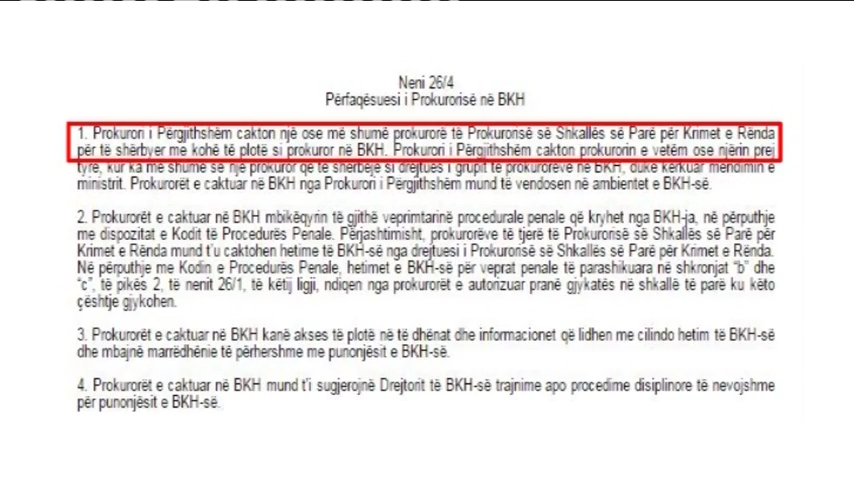 Neni 26/4
Përfaqësuesi i Prokurorisë në BKH
1. Prokurori i Përgjithshëm cakton një ose më shumë prokurorë të Prokurorisë së Shkallës së Parë për Krimet e Rënda
për të shërbyer me kohë të plotë si prokuror në BKH. Prokurori i Përgjithshëm cakton prokurorin e vetëm ose njërin prej
tyre, kur ka më shumë se një prokuror që të shërbejë si drejtues i grupit të prokurorëve në BKH, duke kërkuar mendimin e
ministrit. Prokurorët e caktuar në BKH nga Prokurori i Përgjithshëm mund të vendosen në ambientet e BKH-së.
2. Prokurorët e caktuar në BKH mbikëqyrin të gjithë veprimtarinë procedurale penale që kryhet nga BKH-ja, në përputhje
me dispozitat e Kodit të Procedurës Penale. Përjashtimisht, prokurorëve të tjerë të Prokurorisë së Shkallës së Parë për
Krimet e Rënda mund t'u caktohen hetime të BKH-së nga drejtuesi i Prokurorisë së Shkallës së Parë për Krimet e Rënda.
Në përputhje me Kodin e Procedurës Penale, hetimet e BKH-së për veprat penale të parashikuara në shkronjat “b” dhe
“c”, të pikës 2, të nenit 26/1, të këtij ligji, ndiqen nga prokurorët e autorizuar pranë gjykatës në shkallë të parë ku këto
çështje gjykohen.
3. Prokurorët e caktuar në BKH kanë akses të plotë në të dhënat dhe informacionet që lidhen me cilindo hetim të BKH-së
dhe mbajnë marrëdhënie të përhershme me punonjësit e BKH-së.
4. Prokurorët e caktuar në BKH mund t'i sugjerojnë Drejtorit të BKH-së trajnime apo procedime disiplinore të nevojshme
për punonjësit e BKH-së.